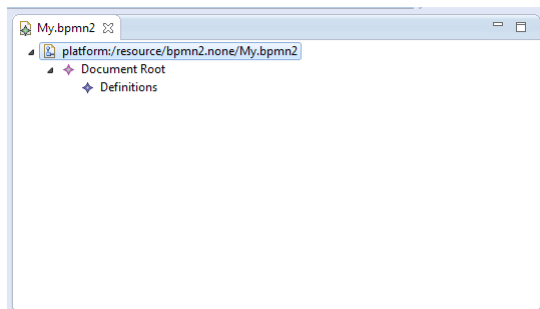 My.bpmn2
platform:/resource/bpmn2.none/My.bpmn2
Document Root
Definitions